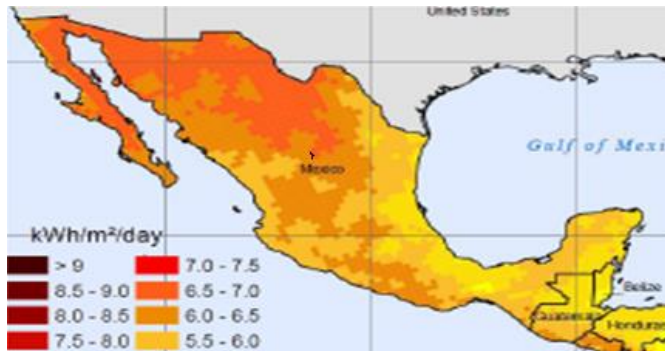 United States
Gulf of Mexi
Mexico
kWh/m²/day
> 9
7.0 - 7.5
8.5 - 9.0
6.5 - 7.0
8.0 - 8.5
6.0 - 6.5
7.5 - 8.0
5.5 - 6.0
Belize
Guatemala
Honduras